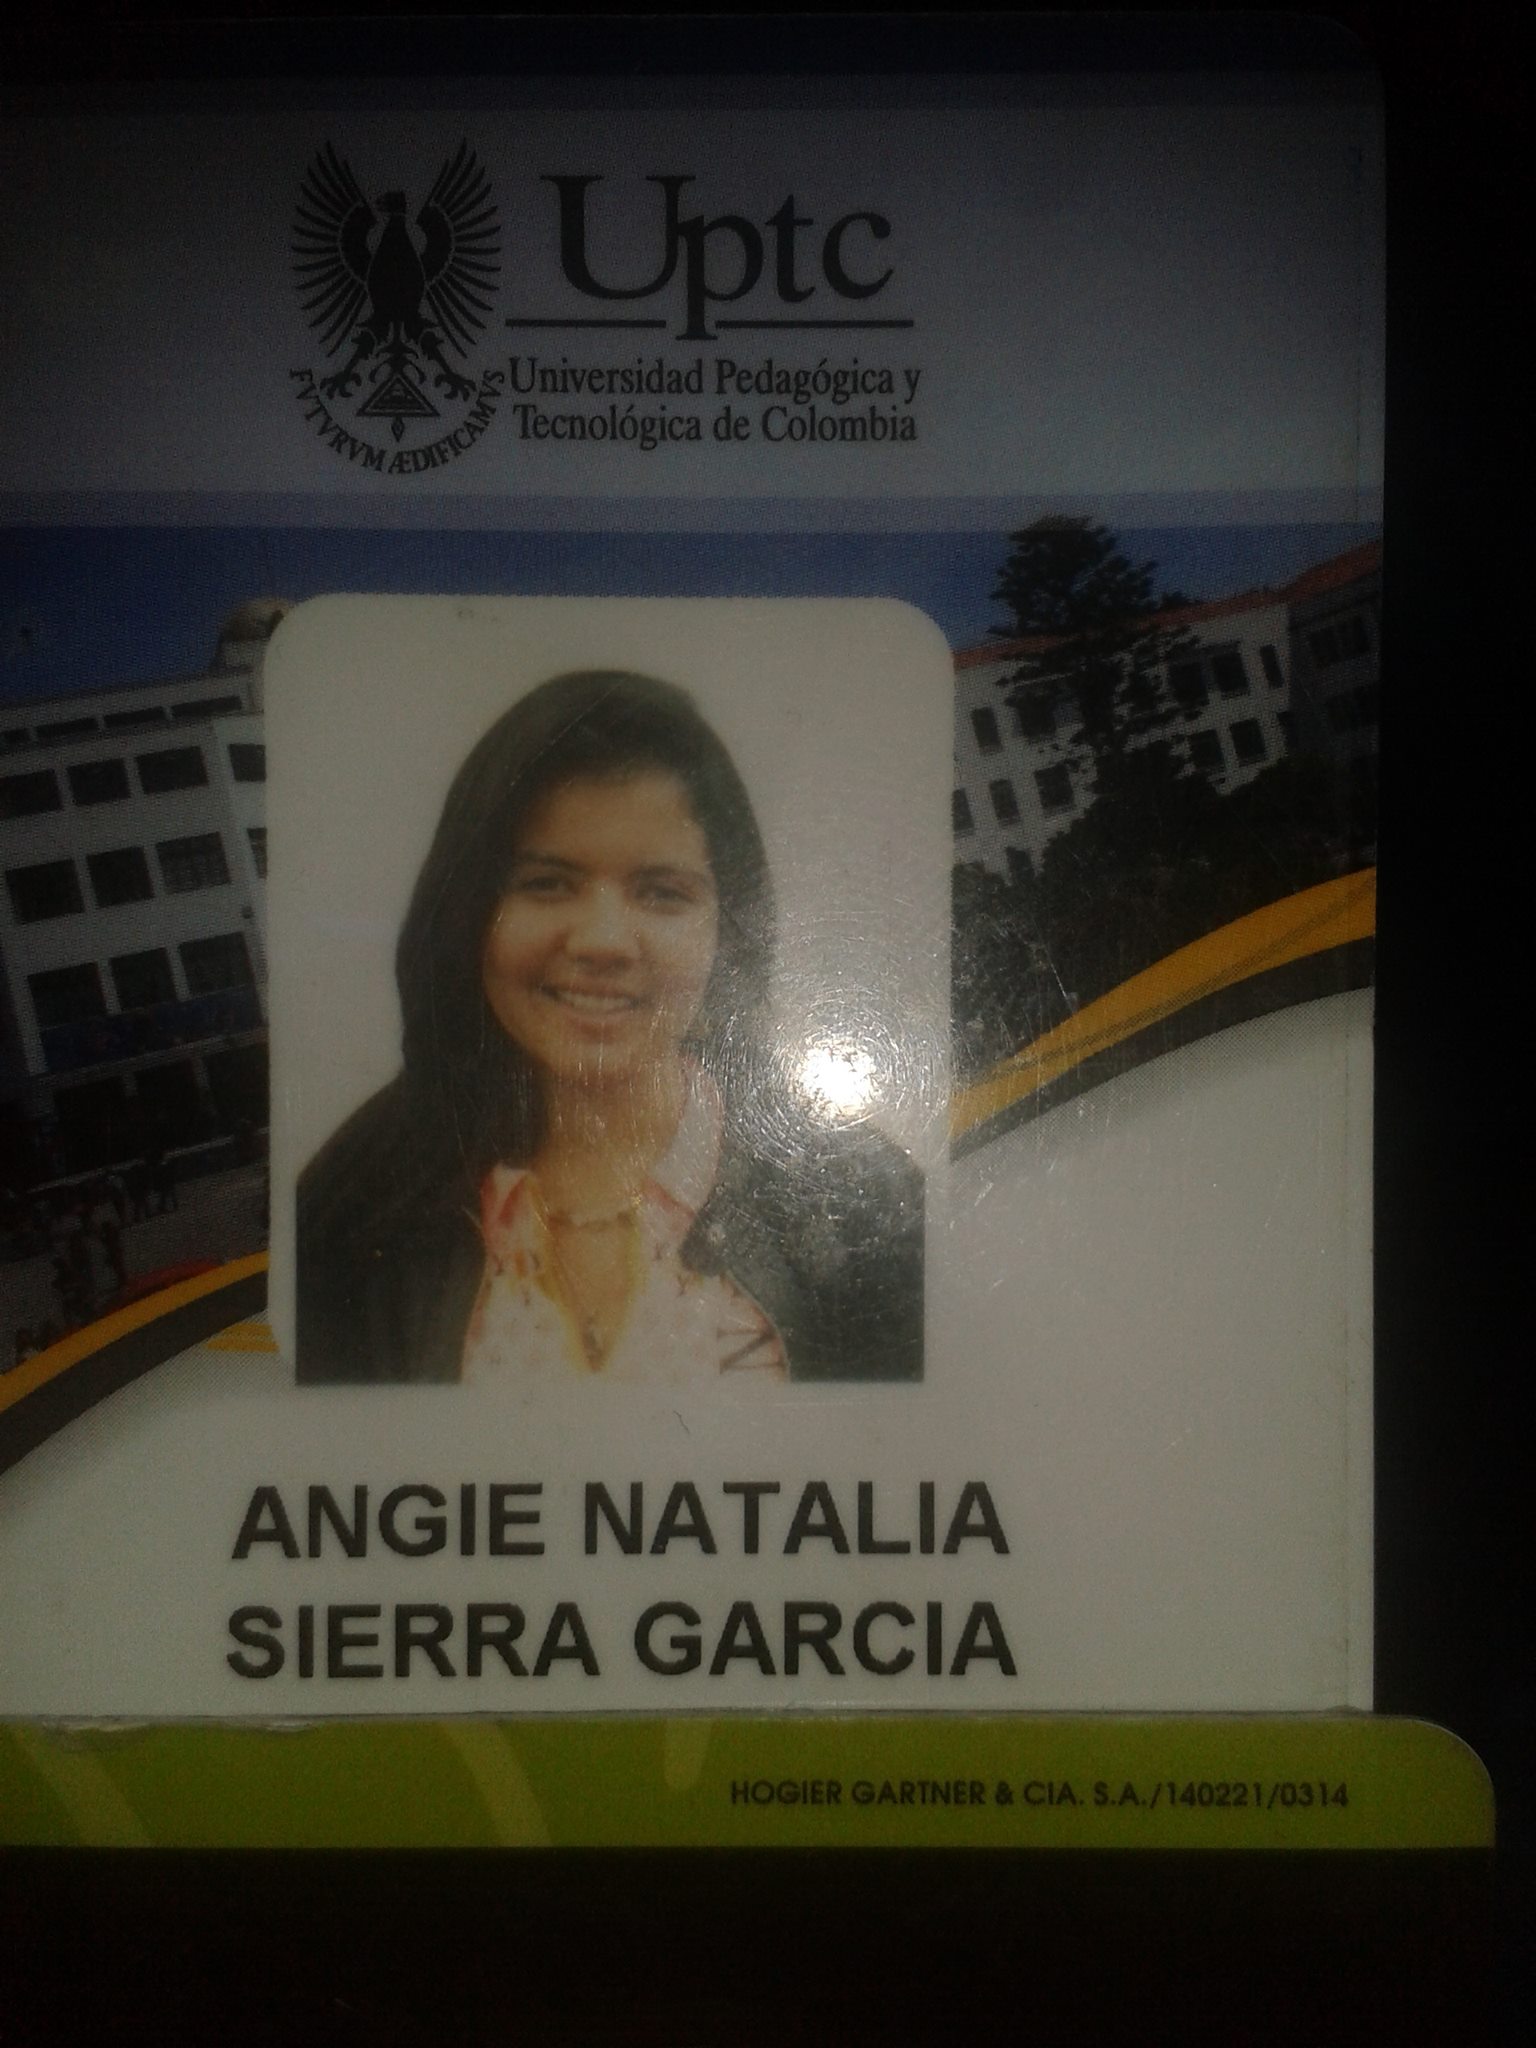 Uptc
Universidad Pedagógica y
Tecnológica de Colombia
FVTVRVM ÆDIFICAMVS
ANGIE NATALIA
SIERRA GARCIA
HOGIER GARTNER & CIA. S.A./140221/0314